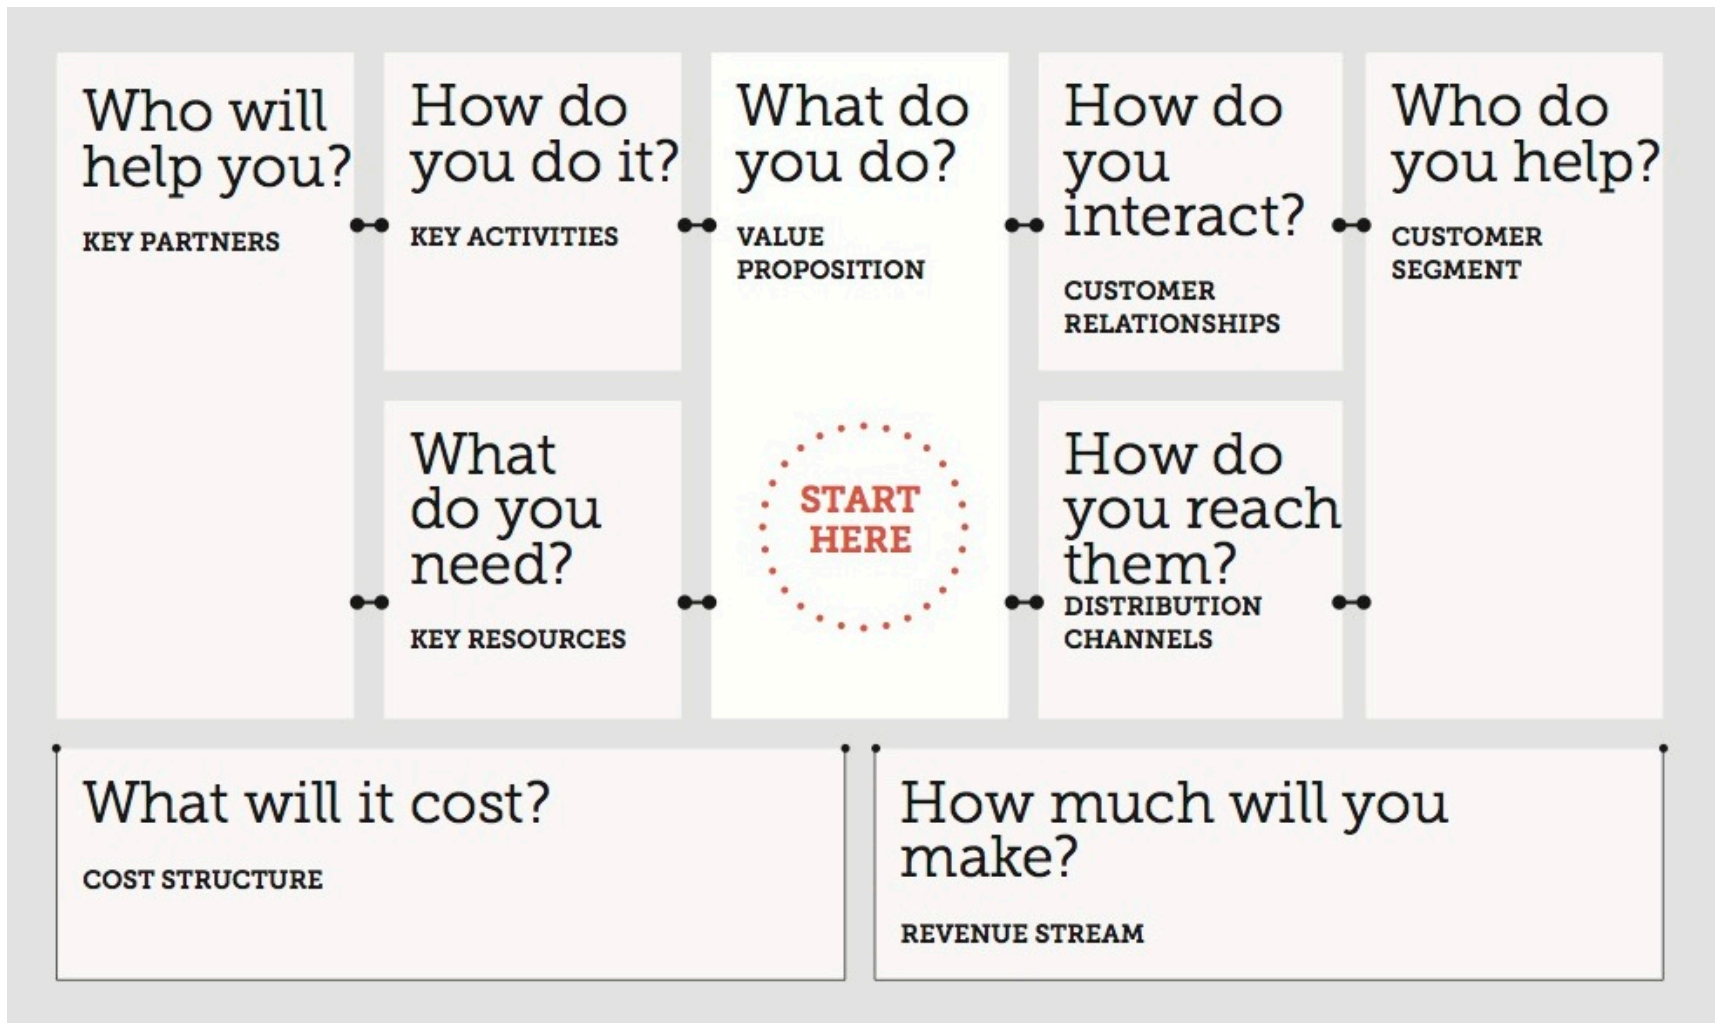 Who will
help you?
KEY PARTNERS
How do
you do it?
KEY ACTIVITIES
What
do you
need?
KEY RESOURCES
What do
you do?
VALUE
PROPOSITION
START
HERE
How do
you
interact?
CUSTOMER
RELATIONSHIPS
How do
you reach
them?
DISTRIBUTION
CHANNELS
Who do
you help?
CUSTOMER
SEGMENT
What will it cost?
COST STRUCTURE
How much will you
make?
REVENUE STREAM